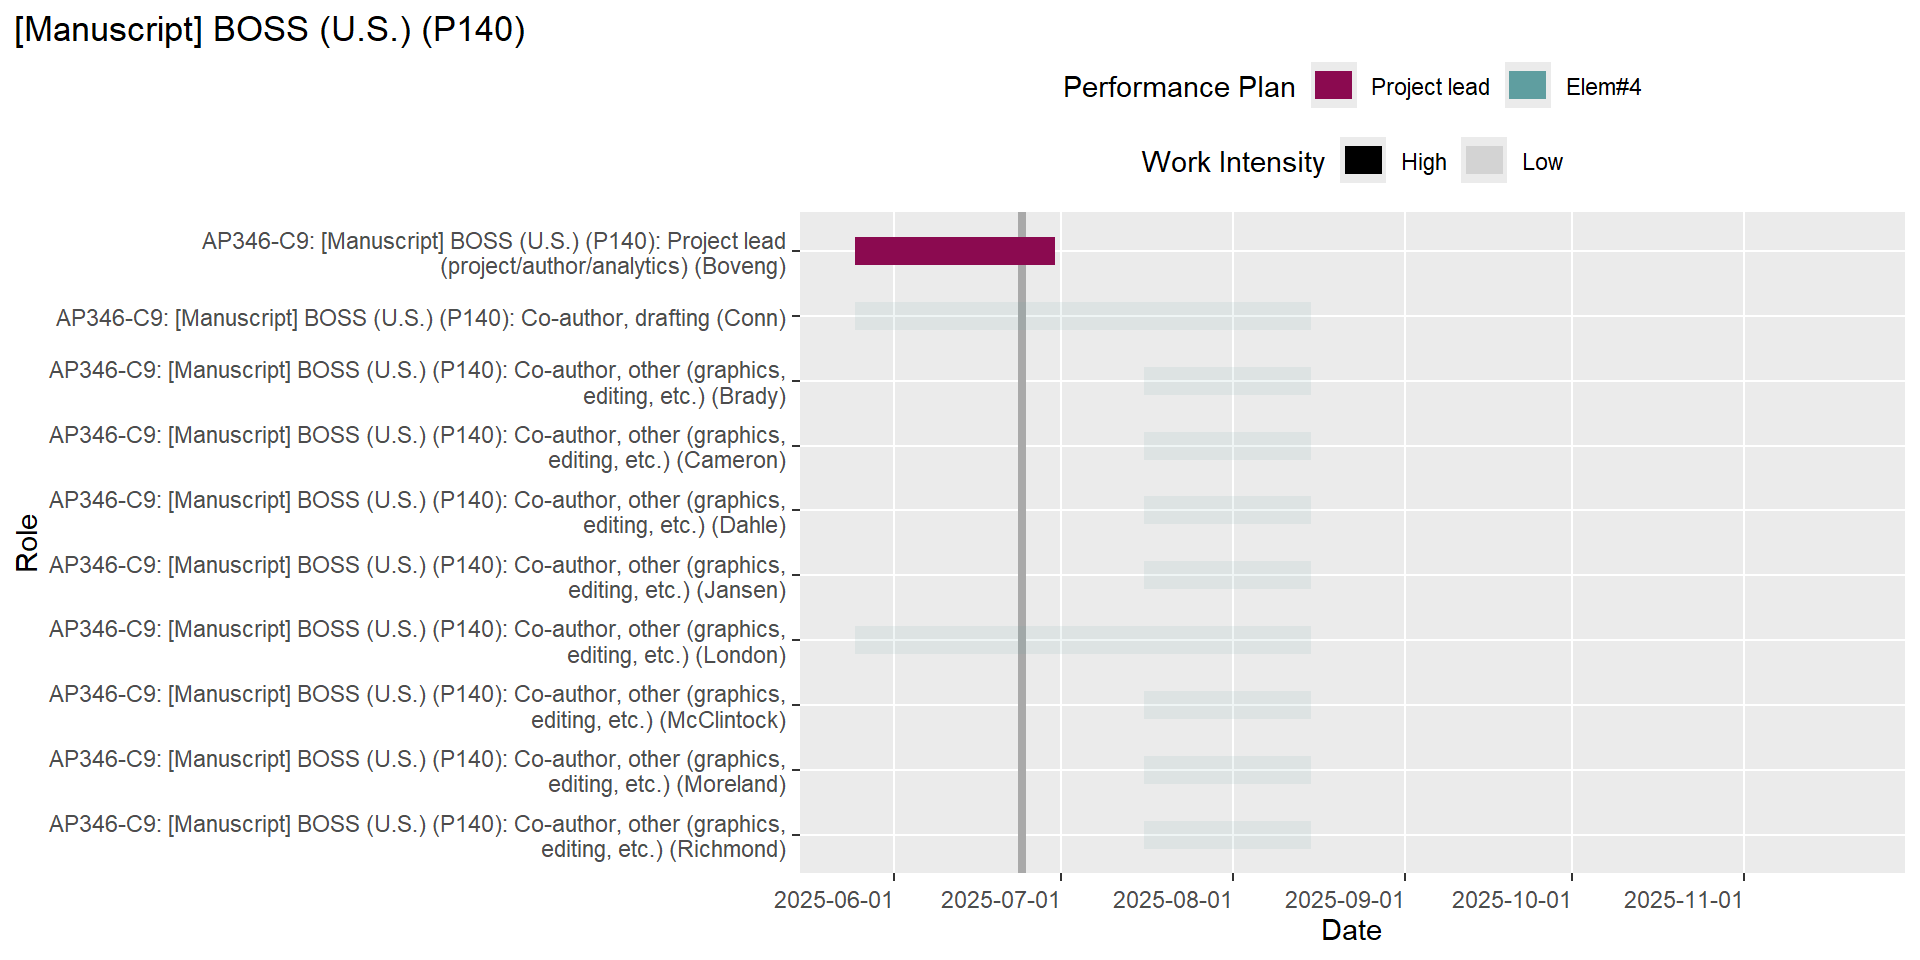 [Manuscript] BOSS (U.S.) (P140)
Performance Plan Project lead Elem#4
Work Intensity High Low
AP346-C9: [Manuscript] BOSS (U.S.) (P140): Project lead
(project/author/analytics) (Boveng)
AP346-C9: [Manuscript] BOSS (U.S.) (P140): Co-author, drafting (Conn)
AP346-C9: [Manuscript] BOSS (U.S.) (P140): Co-author, other (graphics,
editing, etc.) (Brady)
AP346-C9: [Manuscript] BOSS (U.S.) (P140): Co-author, other (graphics,
editing, etc.) (Cameron)
AP346-C9: [Manuscript] BOSS (U.S.) (P140): Co-author, other (graphics,
editing, etc.) (Dahle)
AP346-C9: [Manuscript] BOSS (U.S.) (P140): Co-author, other (graphics,
editing, etc.) (Jansen)
AP346-C9: [Manuscript] BOSS (U.S.) (P140): Co-author, other (graphics,
editing, etc.) (London)
AP346-C9: [Manuscript] BOSS (U.S.) (P140): Co-author, other (graphics,
editing, etc.) (McClintock)
AP346-C9: [Manuscript] BOSS (U.S.) (P140): Co-author, other (graphics,
editing, etc.) (Moreland)
AP346-C9: [Manuscript] BOSS (U.S.) (P140): Co-author, other (graphics,
editing, etc.) (Richmond)
Role
2025-06-01 2025-07-01 2025-08-01 2025-09-01 2025-10-01 2025-11-01
Date